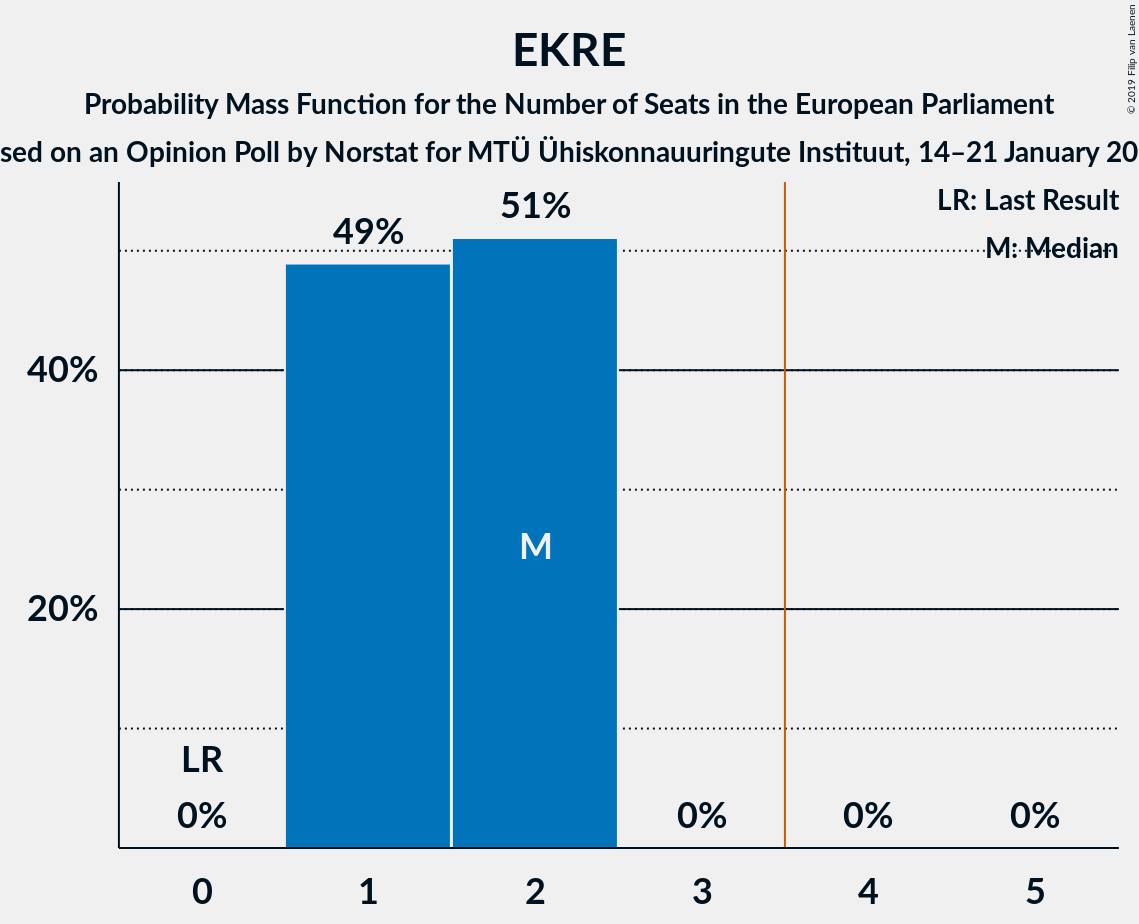 EKRE
Probability Mass Function for the Number of Seats in the European Parliament
sed on an Opinion Poll by Norstat for MTÜ Ühiskonnauuringute Instituut, 14–21 January 20
© 2019 Filip van Laenen
LR: Last Result
M: Median
51%
49%
40%
M
20%
LR
0% 0% 0% 0%
0 1 2 3 4 5